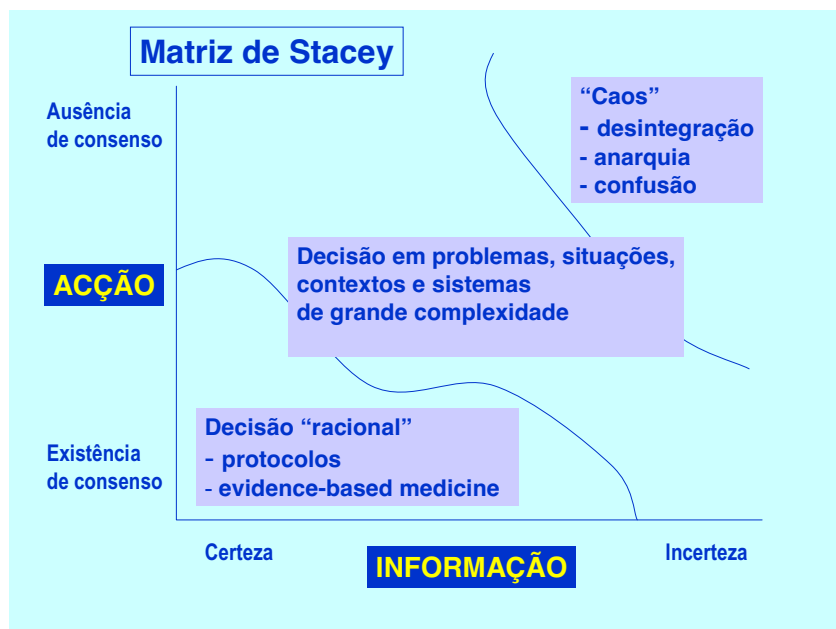 Matriz de Stacey
Ausência
de consenso
“Caos”
- desintegração
- anarquia
- confusão
ACÇÃO
Decisão em problemas, situações,
contextos e sistemas
de grande complexidade
Decisão “racional”
- protocolos
- evidence-based medicine
Existência
de consenso
Certeza
INFORMAÇÃO
Incerteza